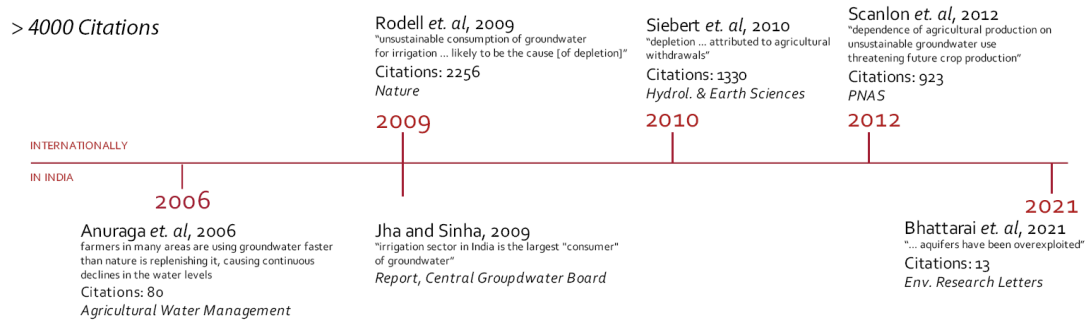 > 4000 Citations
Rodell et. al, 2009
“unsustainable consumption of groundwater
for irrigation ... likely to be the cause [of depletion]”
Citations: 2256
Nature
2009
Siebert et. al, 2010
“depletion ... attributed to agricultural
withdrawals”
Citations: 1330
Hydrol. & Earth Sciences
2010
Scanlon et. al, 2012
“dependence of agricultural production on
unsustainable groundwater use
threatening future crop production”
Citations: 923
PNAS
2012
INTERNATIONALLY
IN INDIA
2006
Anuraga et. al, 2006
farmers in many areas are using groundwater faster
than nature is replenishing it, causing continuous
declines in the water levels
Citations: 80
Agricultural Water Management
Jha and Sinha, 2009
“irrigation sector in India is the largest "consumer"
of groundwater”
Report, Central Groupdwater Board
2021
Bhattarai et. al, 2021
“... aquifers have been overexploited”
Citations: 13
Env. Research Letters